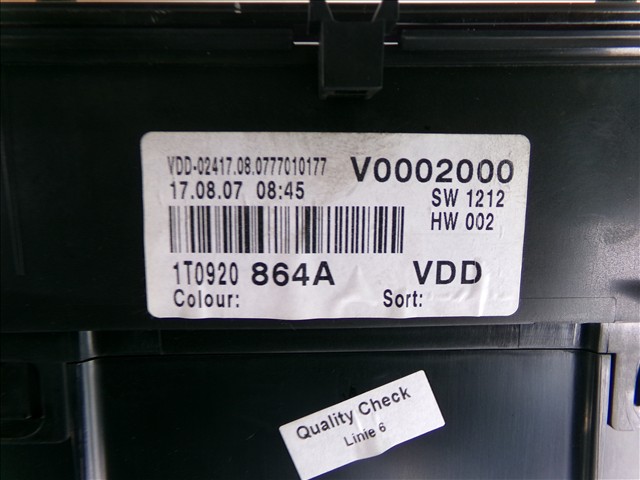 VDD-02417.08.0777010177 V0002000
17.08.07 08:45 SW 1212
HW 002
1T0920 864A VDD
Colour: Sort:
Quality Check
Linie 6